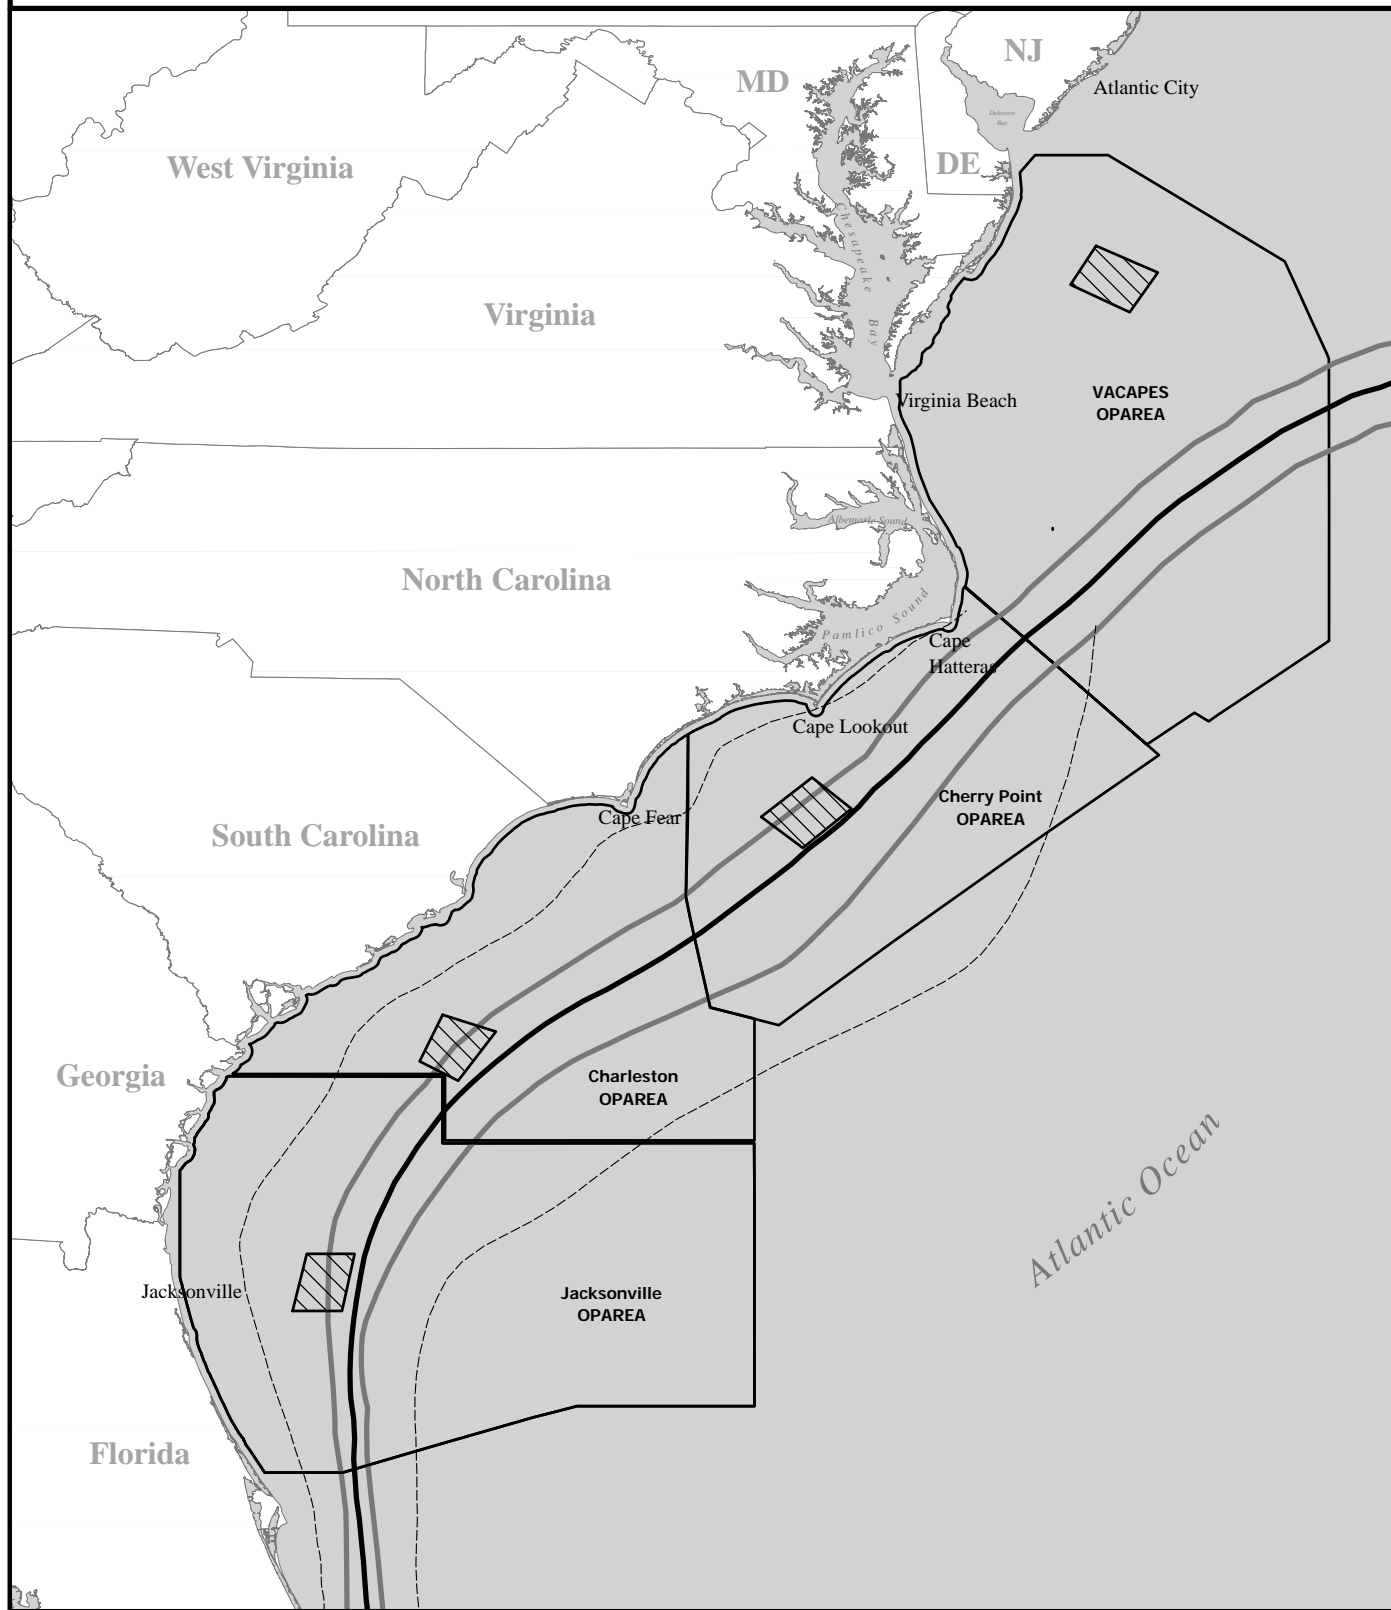 NJ
MD
Atlantic City
Delaware
Bay
West Virginia
DE
Chesapeake Bay
Virginia
VACAPES
OPAREA
Virginia Beach
Albemarle Sound
North Carolina
Pamlico Sound
Cape
Hatteras
Cape Lookout
Cherry Point
OPAREA
Cape Fear
South Carolina
Georgia
Charleston
OPAREA
Atlantic Ocean
Jacksonville
Jacksonville
OPAREA
Florida